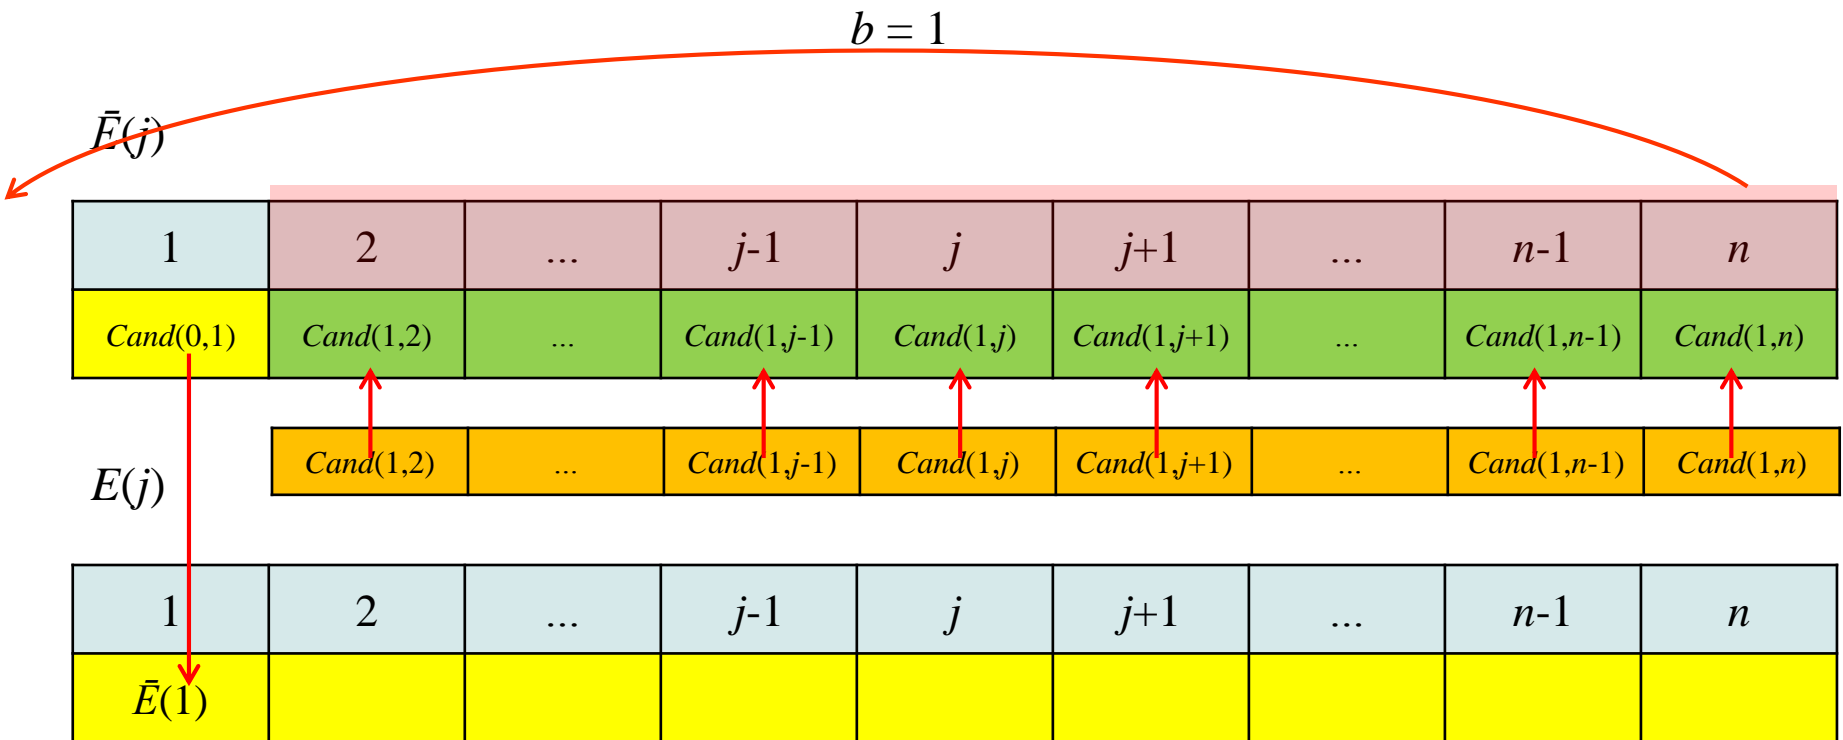 b = 1
Ē(j)
1 2 ... j-1 j j+1 ... n-1 n
Cand(0,1) Cand(1,2) ... Cand(1,j-1) Cand(1,j) Cand(1,j+1) ... Cand(1,n-1) Cand(1,n)
Cand(1,2) ... Cand(1,j-1) Cand(1,j) Cand(1,j+1) ... Cand(1,n-1) Cand(1,n)
E(j)
1 2 ... j-1 j j+1 ... n-1 n
Ē(1)